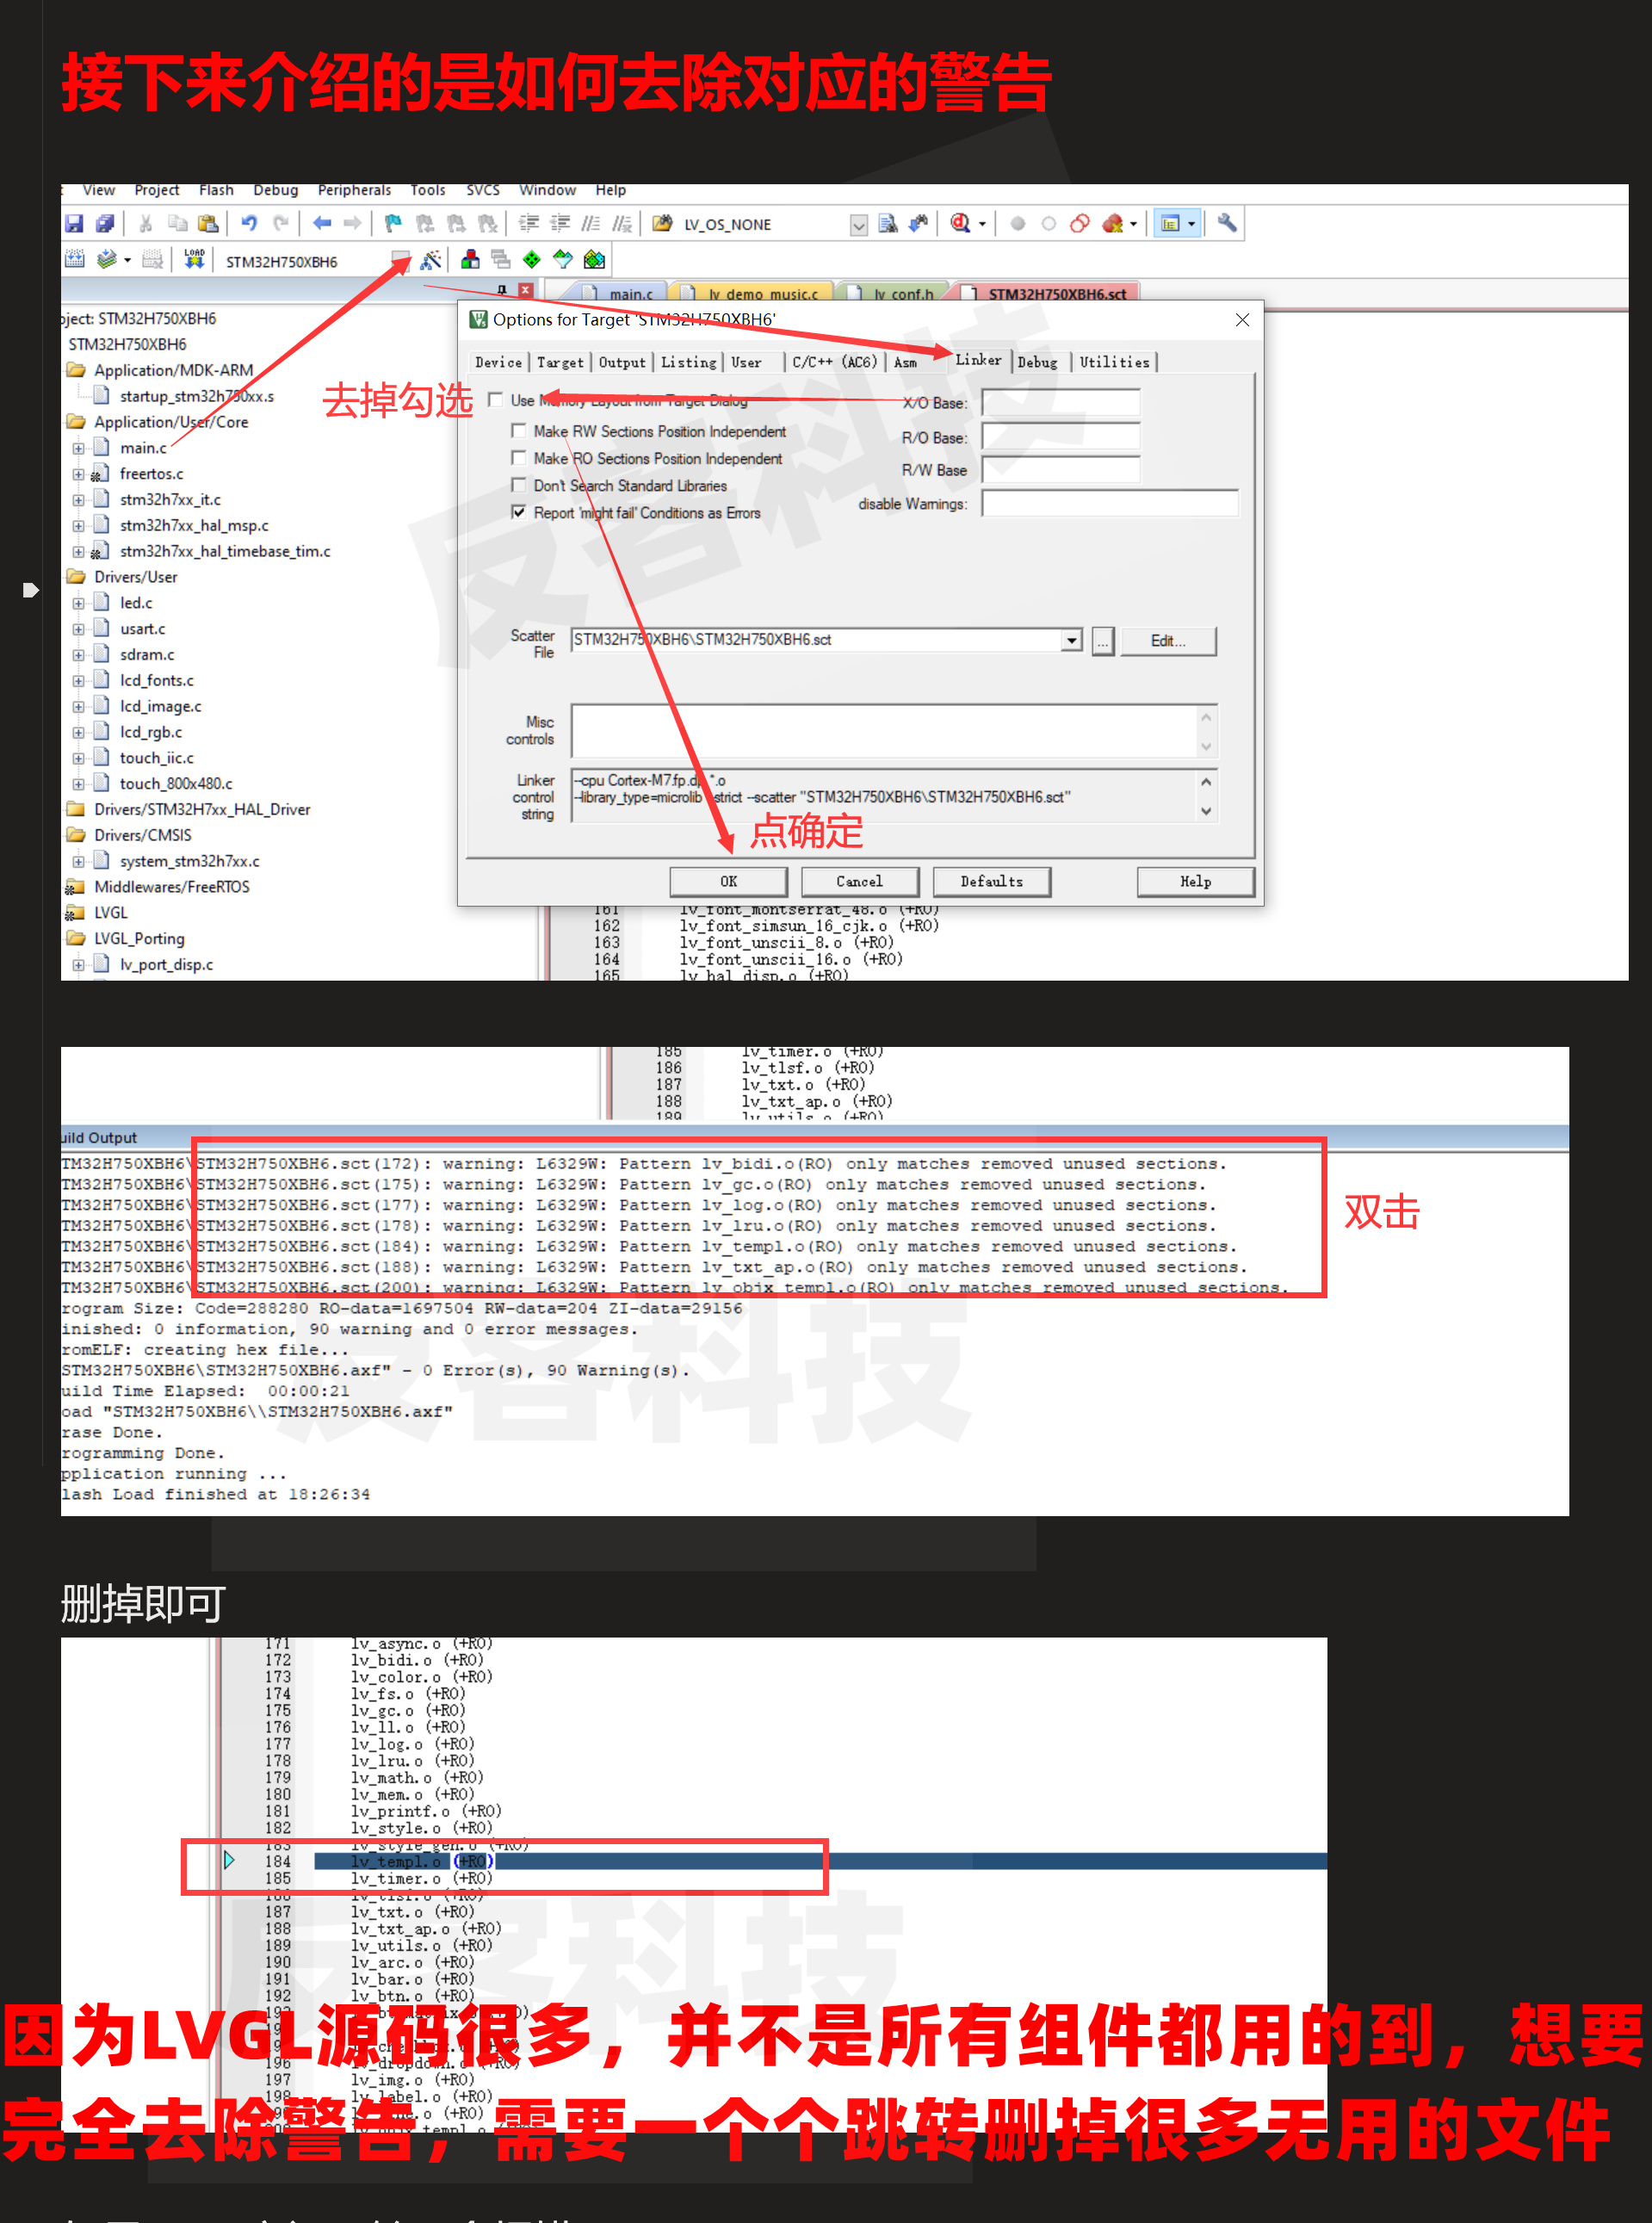 接下来介绍的是如何去除对应的警告
View Project Flash Debug Peripherals Tools SVCS Window Help
LV_OS_NONE
LOAD STM32H750XBH6
main.c lv_demo_music.c lv_conf.h STM32H750XBH6.sct
oject: STM32H750XBH6
STM32H750XBH6
Application/MDK-ARM
startup_stm32h750xx.s
Application/User/Core
main.c
freertos.c
stm32h7xx_it.c
stm32h7xx_hal_msp.c
stm32h7xx_hal_timebase_tim.c
Drivers/User
led.c
usart.c
sdram.c
lcd_fonts.c
lcd_image.c
lcd_rgb.c
touch_iic.c
touch_800x480.c
Drivers/STM32H7xx_HAL_Driver
Drivers/CMSIS
system_stm32h7xx.c
Middlewares/FreeRTOS
LVGL
LVGL_Porting
lv_port_disp.c
Options for Target 'STM32H750XBH6'
Device Target Output Listing User C/C++ (AC6) Asm Linker Debug Utilities
去掉勾选
Use Memory Layout from Target Dialog X/O Base:
Make RW Sections Position Independent R/O Base:
Make RO Sections Position Independent R/W Base
Don't Search Standard Libraries
Report 'might fail' Conditions as Errors disable Warnings:
Scatter File STM32H750XBH6\STM32H750XBH6.sct ... Edit...
Misc controls
Linker control string
--cpu Cortex-M7.fp.dp *.o
--library_type=microlib --strict --scatter "STM32H750XBH6\STM32H750XBH6.sct"
点确定
OK Cancel Defaults Help
161 lv_font_montserrat_48.o (+RO)
162 lv_font_simsun_16_cjk.o (+RO)
163 lv_font_unscii_8.o (+RO)
164 lv_font_unscii_16.o (+RO)
165 lv_hal_disp.o (+RO)
反客科技
185 lv_timer.o (+RO)
186 lv_tlsf.o (+RO)
187 lv_txt.o (+RO)
188 lv_txt_ap.o (+RO)
189 lv_utils.o (+RO)
uild Output
TM32H750XBH6\STM32H750XBH6.sct(172): warning: L6329W: Pattern lv_bidi.o(RO) only matches removed unused sections.
TM32H750XBH6\STM32H750XBH6.sct(175): warning: L6329W: Pattern lv_gc.o(RO) only matches removed unused sections.
TM32H750XBH6\STM32H750XBH6.sct(177): warning: L6329W: Pattern lv_log.o(RO) only matches removed unused sections.
TM32H750XBH6\STM32H750XBH6.sct(178): warning: L6329W: Pattern lv_lru.o(RO) only matches removed unused sections.
TM32H750XBH6\STM32H750XBH6.sct(184): warning: L6329W: Pattern lv_templ.o(RO) only matches removed unused sections.
TM32H750XBH6\STM32H750XBH6.sct(188): warning: L6329W: Pattern lv_txt_ap.o(RO) only matches removed unused sections.
TM32H750XBH6\STM32H750XBH6.sct(200): warning: L6329W: Pattern lv_objx_templ.o(RO) only matches removed unused sections.
双击
rogram Size: Code=288280 RO-data=1697504 RW-data=204 ZI-data=29156
inished: 0 information, 90 warning and 0 error messages.
romELF: creating hex file...
STM32H750XBH6\STM32H750XBH6.axf" - 0 Error(s), 90 Warning(s).
uild Time Elapsed: 00:00:21
oad "STM32H750XBH6\\STM32H750XBH6.axf"
rase Done.
rogramming Done.
pplication running ...
lash Load finished at 18:26:34
反客科技
删掉即可
171 lv_async.o (+RO)
172 lv_bidi.o (+RO)
173 lv_color.o (+RO)
174 lv_fs.o (+RO)
175 lv_gc.o (+RO)
176 lv_ll.o (+RO)
177 lv_log.o (+RO)
178 lv_lru.o (+RO)
179 lv_math.o (+RO)
180 lv_mem.o (+RO)
181 lv_printf.o (+RO)
182 lv_style.o (+RO)
183 lv_style_gen.o (+RO)
184 lv_templ.o (+RO)
185 lv_timer.o (+RO)
186 lv_tlsf.o (+RO)
187 lv_txt.o (+RO)
188 lv_txt_ap.o (+RO)
189 lv_utils.o (+RO)
190 lv_arc.o (+RO)
191 lv_bar.o (+RO)
192 lv_btn.o (+RO)
196 lv_dropdown.o (+RO)
197 lv_img.o (+RO)
198 lv_label.o (+RO)
反客科技
因为LVGL源码很多，并不是所有组件都用的到，想要
完全去除警告，需要一个个跳转删掉很多无用的文件